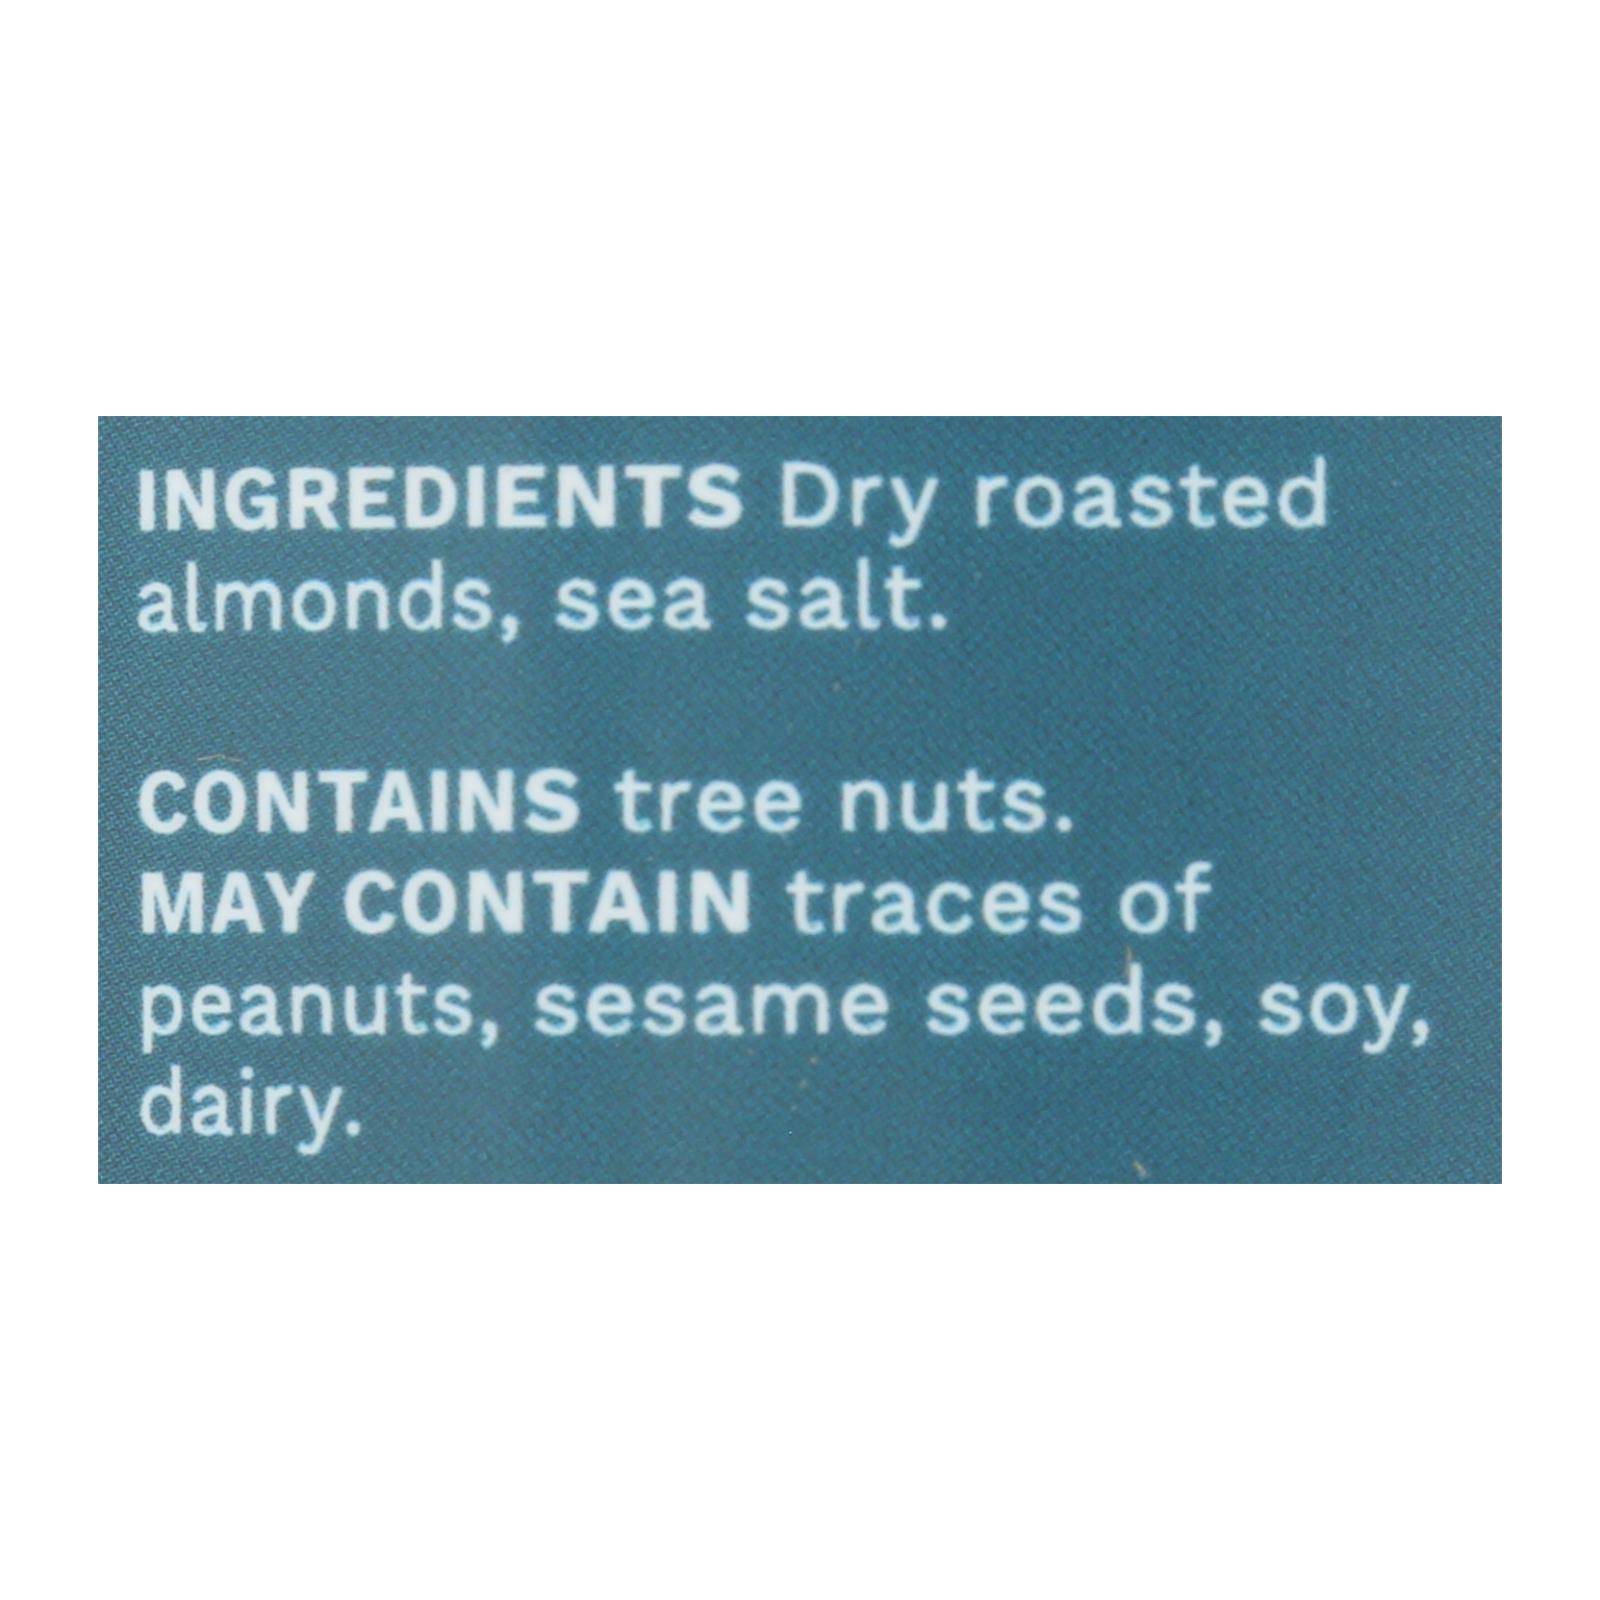 INGREDIENTS Dry roasted
almonds, sea salt.
CONTAINS tree nuts.
MAY CONTAIN traces of
peanuts, sesame seeds, soy,
dairy.